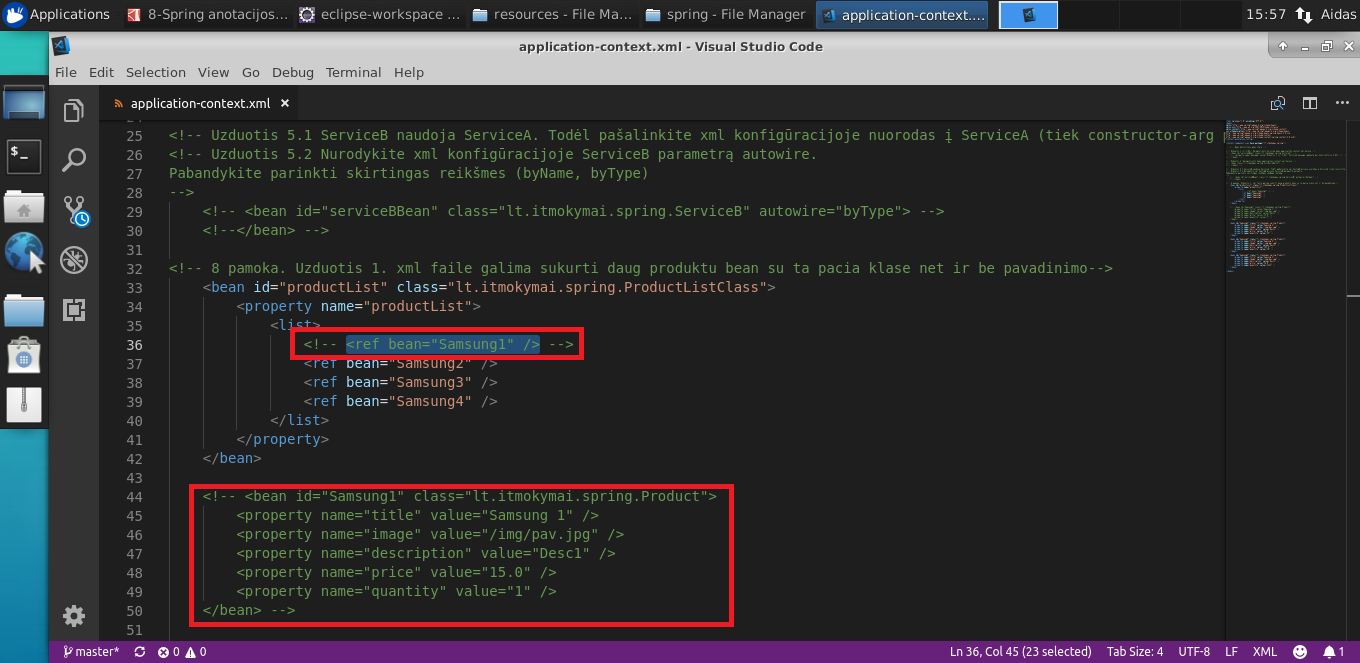 Applications 8-Spring anotacijos... eclipse-workspace ... resources - File Ma... spring - File Manager application-context.... 15:57 Aidas
application-context.xml - Visual Studio Code
File Edit Selection View Go Debug Terminal Help
application-context.xml
25 <!-- Uzduotis 5.1 ServiceB naudoja ServiceA. Todėl pašalinkite xml konfigūracijoje nuorodas į ServiceA (tiek constructor-arg
26 <!-- Uzduotis 5.2 Nurodykite xml konfigūracijoje ServiceB parametrą autowire.
27 Pabandykite parinkti skirtingas reikšmes (byName, byType)
28 -->
29 <!-- <bean id="serviceBBean" class="lt.itmokymai.spring.ServiceB" autowire="byType"> -->
30 <!--</bean> -->
31
32 <!-- 8 pamoka. Uzduotis 1. xml faile galima sukurti daug produktu bean su ta pacia klase net ir be pavadinimo-->
33 <bean id="productList" class="lt.itmokymai.spring.ProductListClass">
34 <property name="productList">
35 <list>
36 <!-- <ref bean="Samsung1" /> -->
37 <ref bean="Samsung2" />
38 <ref bean="Samsung3" />
39 <ref bean="Samsung4" />
40 </list>
41 </property>
42 </bean>
43
44 <!-- <bean id="Samsung1" class="lt.itmokymai.spring.Product">
45 <property name="title" value="Samsung 1" />
46 <property name="image" value="/img/pav.jpg" />
47 <property name="description" value="Desc1" />
48 <property name="price" value="15.0" />
49 <property name="quantity" value="1" />
50 </bean> -->
51
master* 0 0 Ln 36, Col 45 (23 selected) Tab Size: 4 UTF-8 LF XML 1